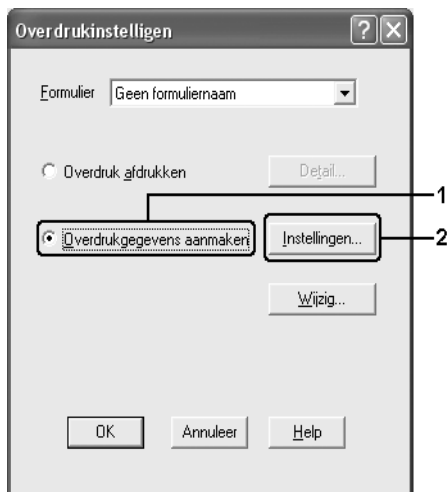 Overdrukinstelligen
Formulier Geen formuliernaam
Overdruk afdrukken Detail...
1
Overdrukgegevens aanmaken Instellingen... 2
Wijzig...
OK Annuleer Help